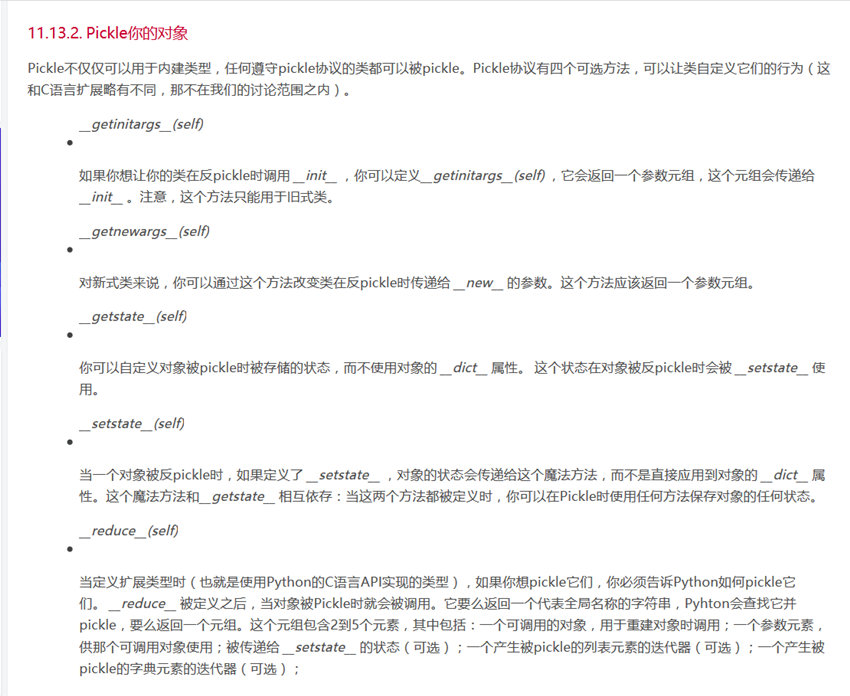 11.13.2. Pickle你的对象
Pickle不仅仅可以用于内建类型，任何遵守pickle协议的类都可以被pickle。Pickle协议有四个可选方法，可以让类自定义它们的行为（这
和C语言扩展略有不同，那不在我们的讨论范围之内）。
__getinitargs__(self)
如果你想让你的类在反pickle时调用 __init__ ，你可以定义__getinitargs__(self) ，它会返回一个参数元组，这个元组会传递给
__init__ 。注意，这个方法只能用于旧式类。
__getnewargs__(self)
对新式类来说，你可以通过这个方法改变类在反pickle时传递给 __new__ 的参数。这个方法应该返回一个参数元组。
__getstate__(self)
你可以自定义对象被pickle时被存储的状态，而不使用对象的 __dict__ 属性。 这个状态在对象被反pickle时会被 __setstate__ 使
用。
__setstate__(self)
当一个对象被反pickle时，如果定义了 __setstate__ ，对象的状态会传递给这个魔法方法，而不是直接应用到对象的 __dict__ 属
性。这个魔法方法和__getstate__ 相互依存：当这两个方法都被定义时，你可以在Pickle时使用任何方法保存对象的任何状态。
__reduce__(self)
当定义扩展类型时（也就是使用Python的C语言API实现的类型），如果你想pickle它们，你必须告诉Python如何pickle它
们。 __reduce__ 被定义之后，当对象被Pickle时就会被调用。它要么返回一个代表全局名称的字符串，Pyhton会查找它并
pickle，要么返回一个元组。这个元组包含2到5个元素，其中包括：一个可调用的对象，用于重建对象时调用；一个参数元素，
供那个可调用对象使用；被传递给 __setstate__ 的状态（可选）；一个产生被pickle的列表元素的迭代器（可选）；一个产生被
pickle的字典元素的迭代器（可选）；